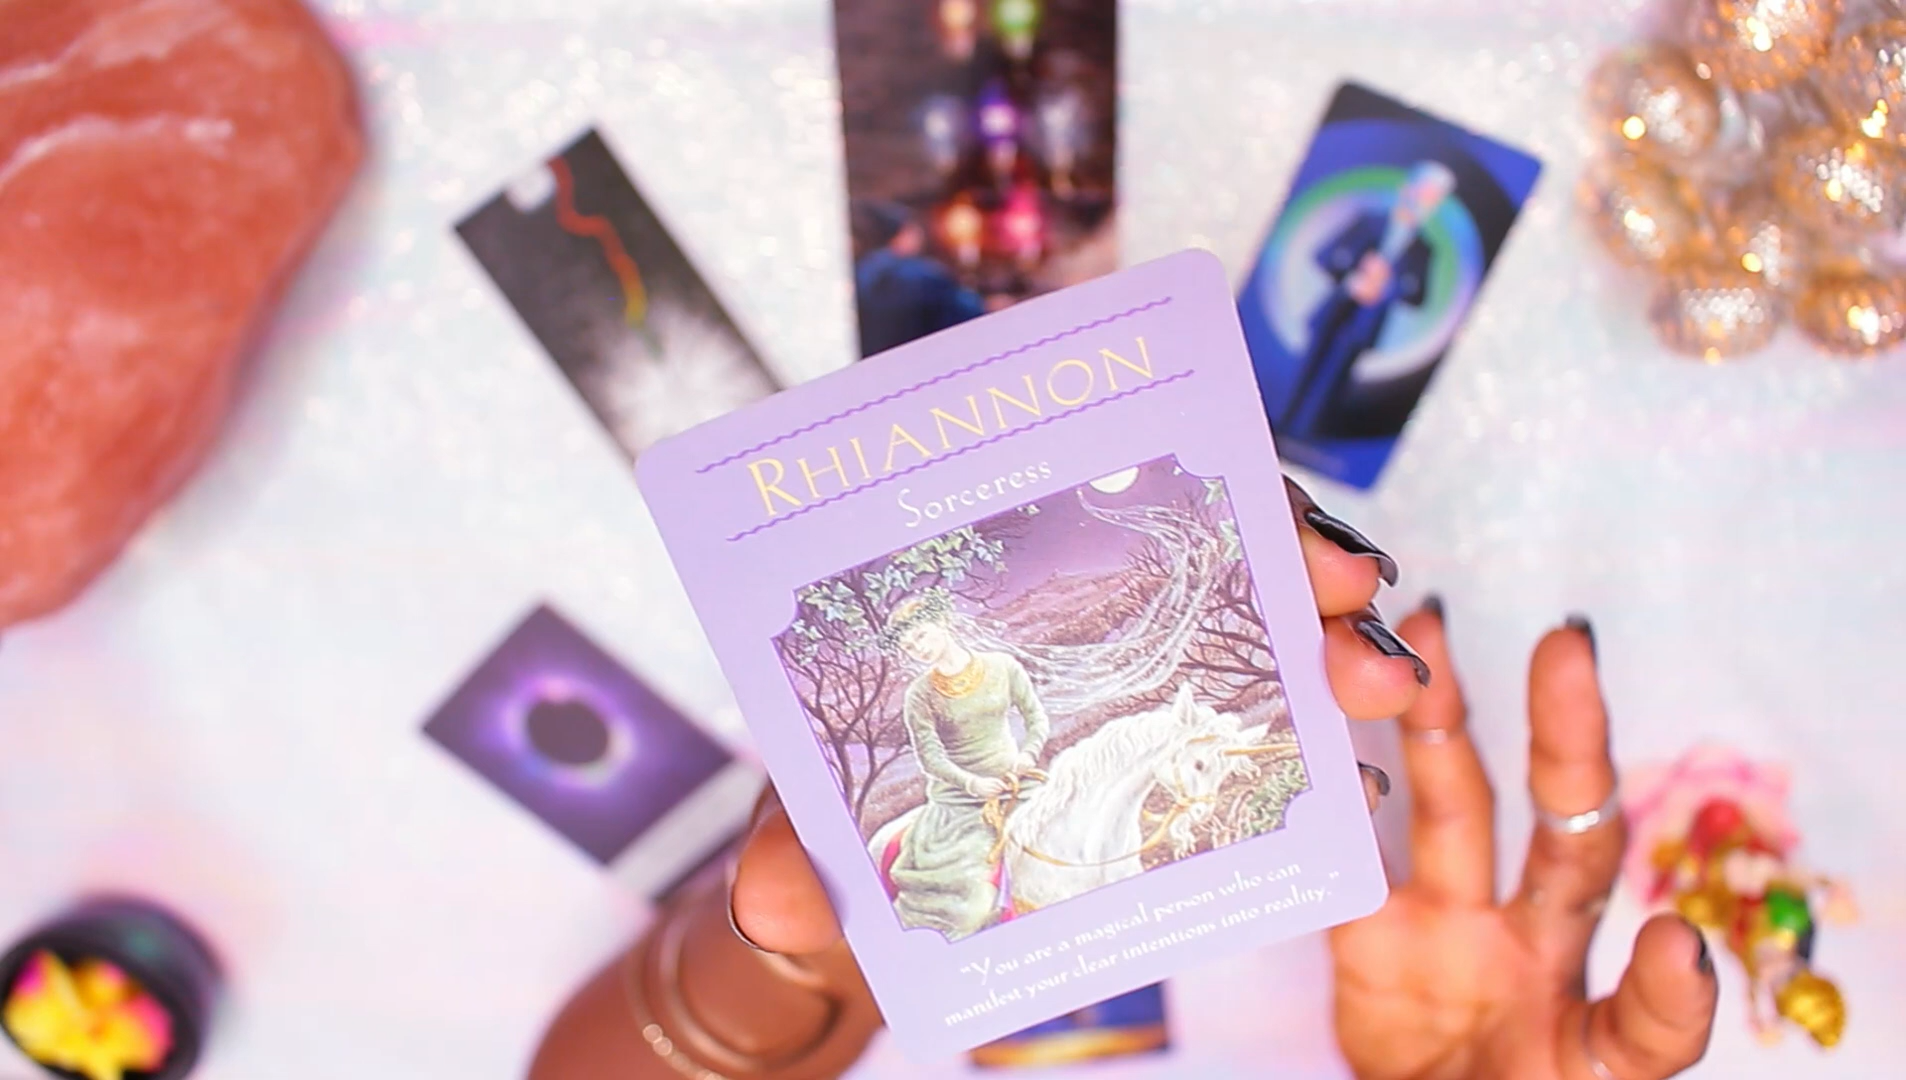 RHIANNON
Sorceress
"You are a magical person who can
manifest your clear intentions into reality."